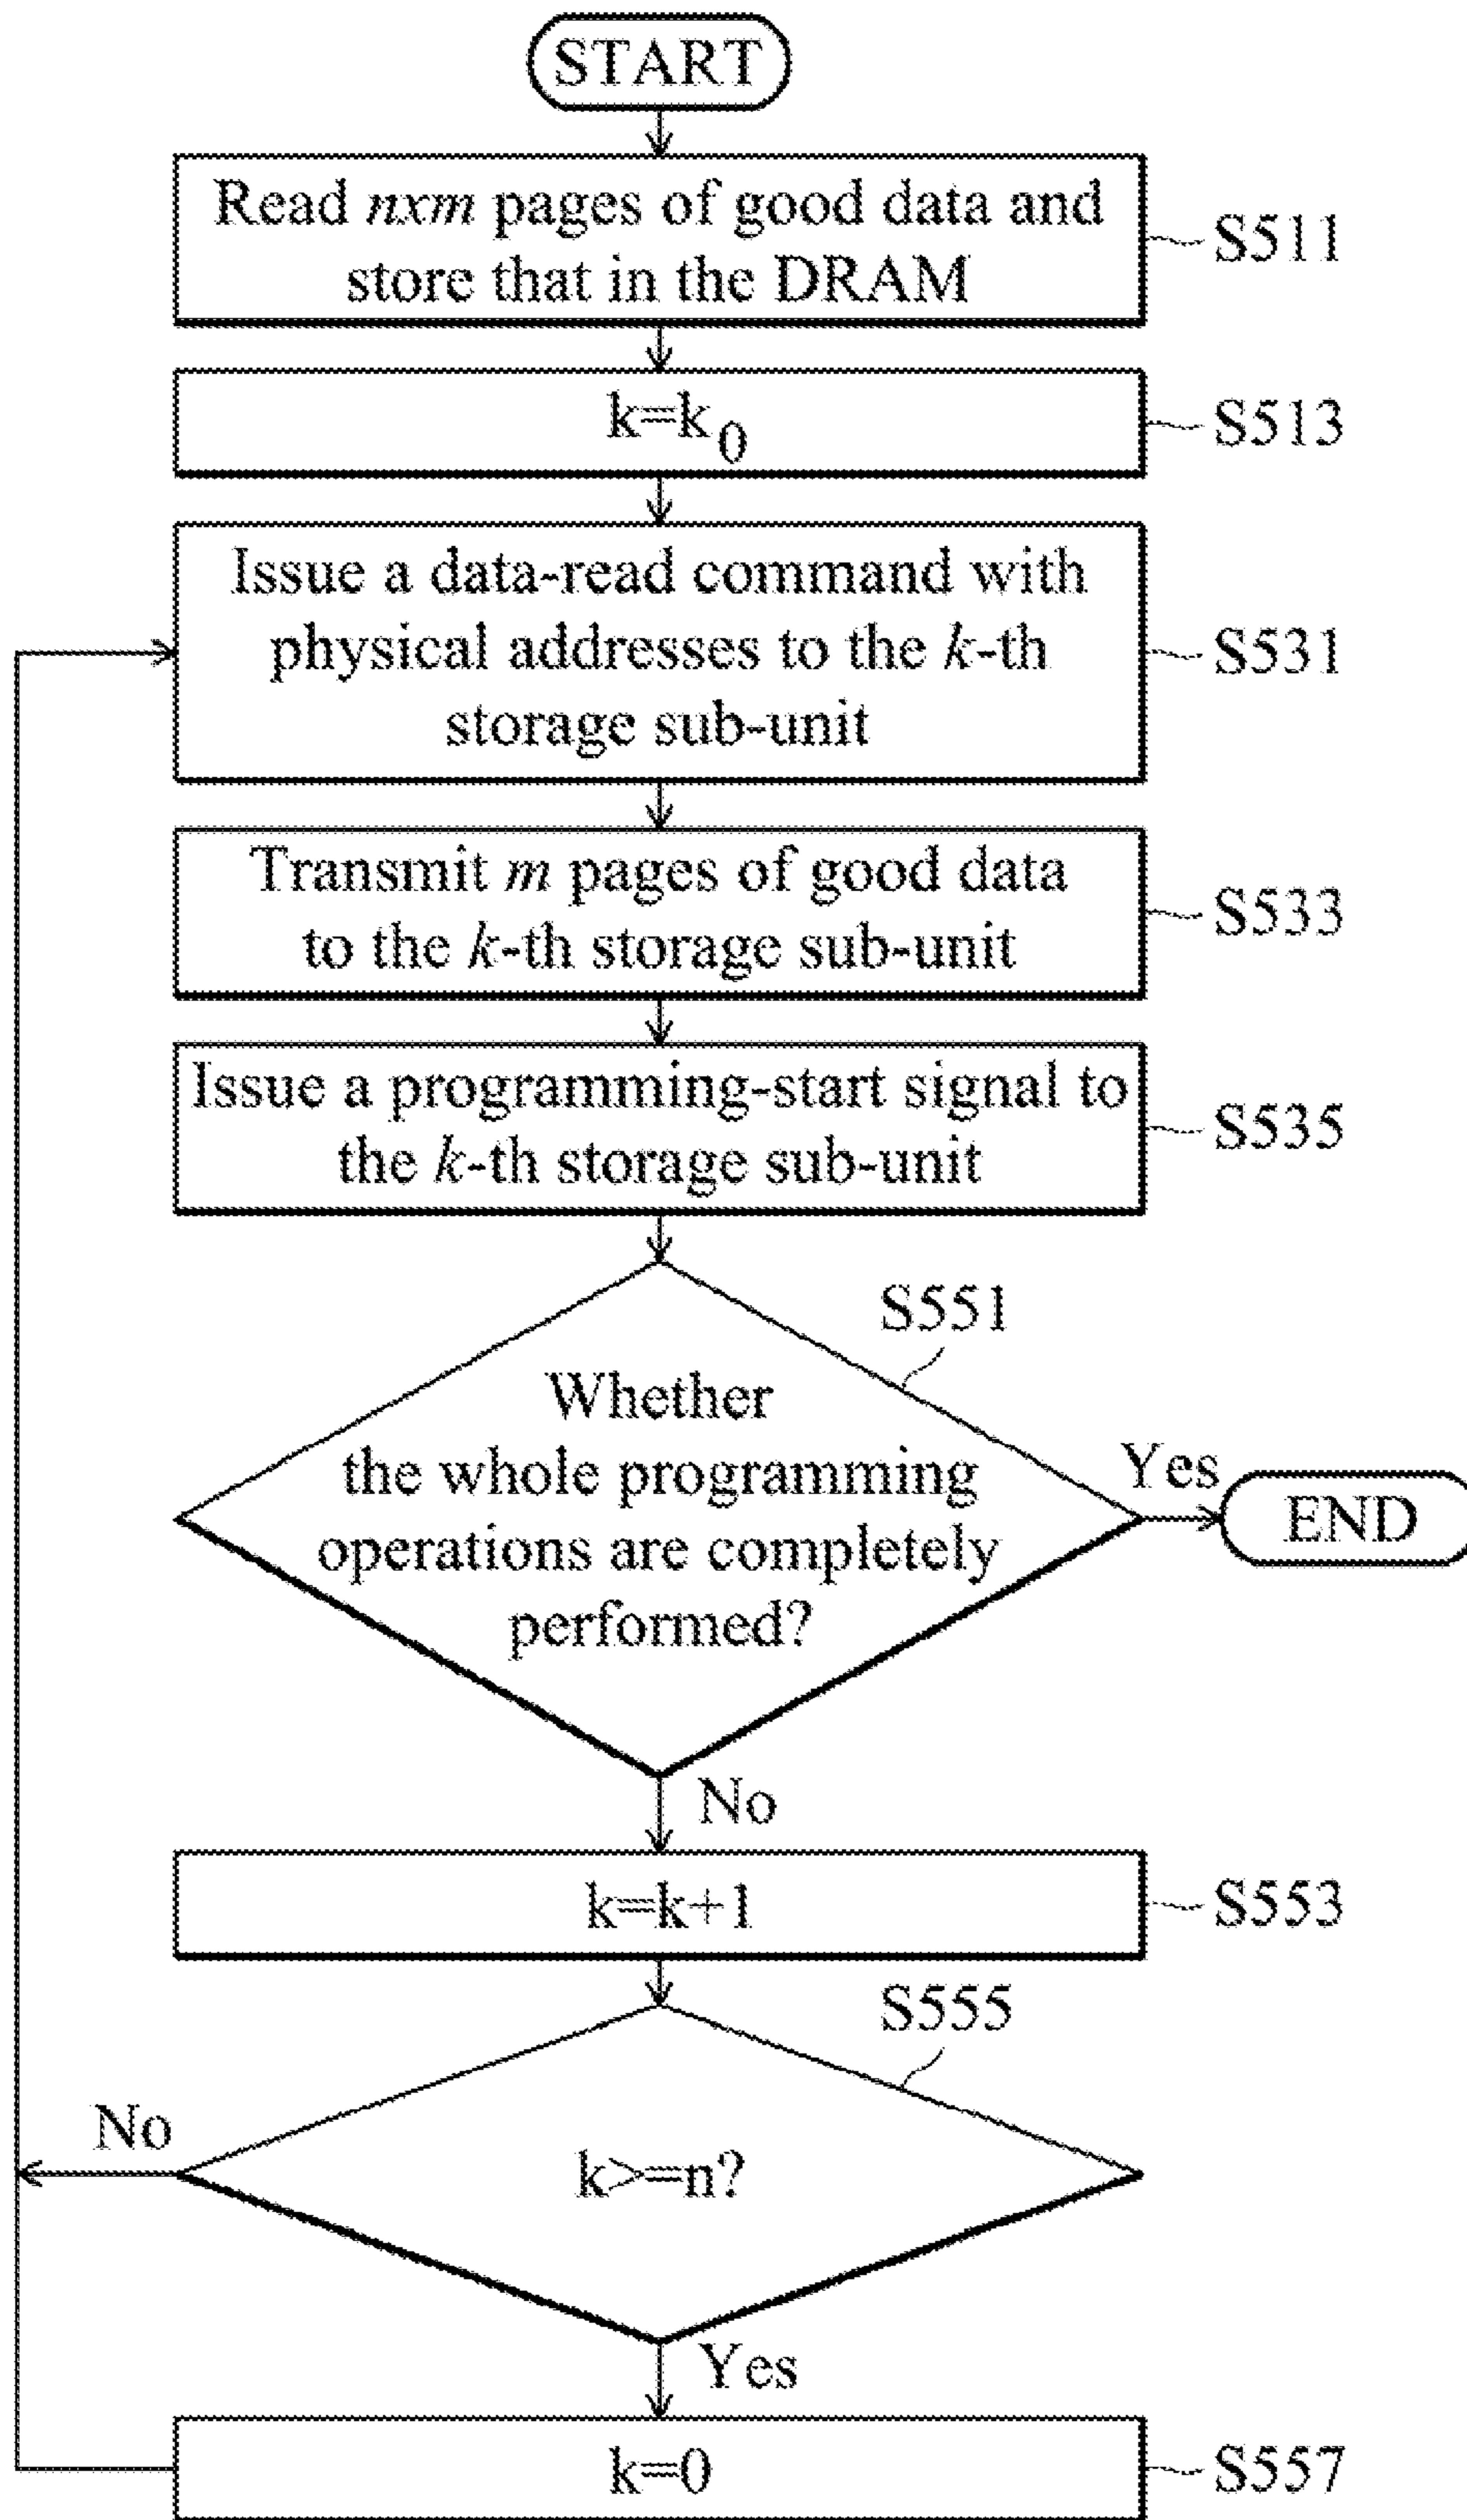 START
Read nxm pages of good data and
store that in the DRAM
S511
k=k0
S513
Issue a data-read command with
physical addresses to the k-th
storage sub-unit
S531
Transmit m pages of good data
to the k-th storage sub-unit
S533
Issue a programming-start signal to
the k-th storage sub-unit
S535
S551
Whether
the whole programming
operations are completely
performed?
Yes
END
No
k=k+1
S553
S555
No
k>=n?
Yes
k=0
S557